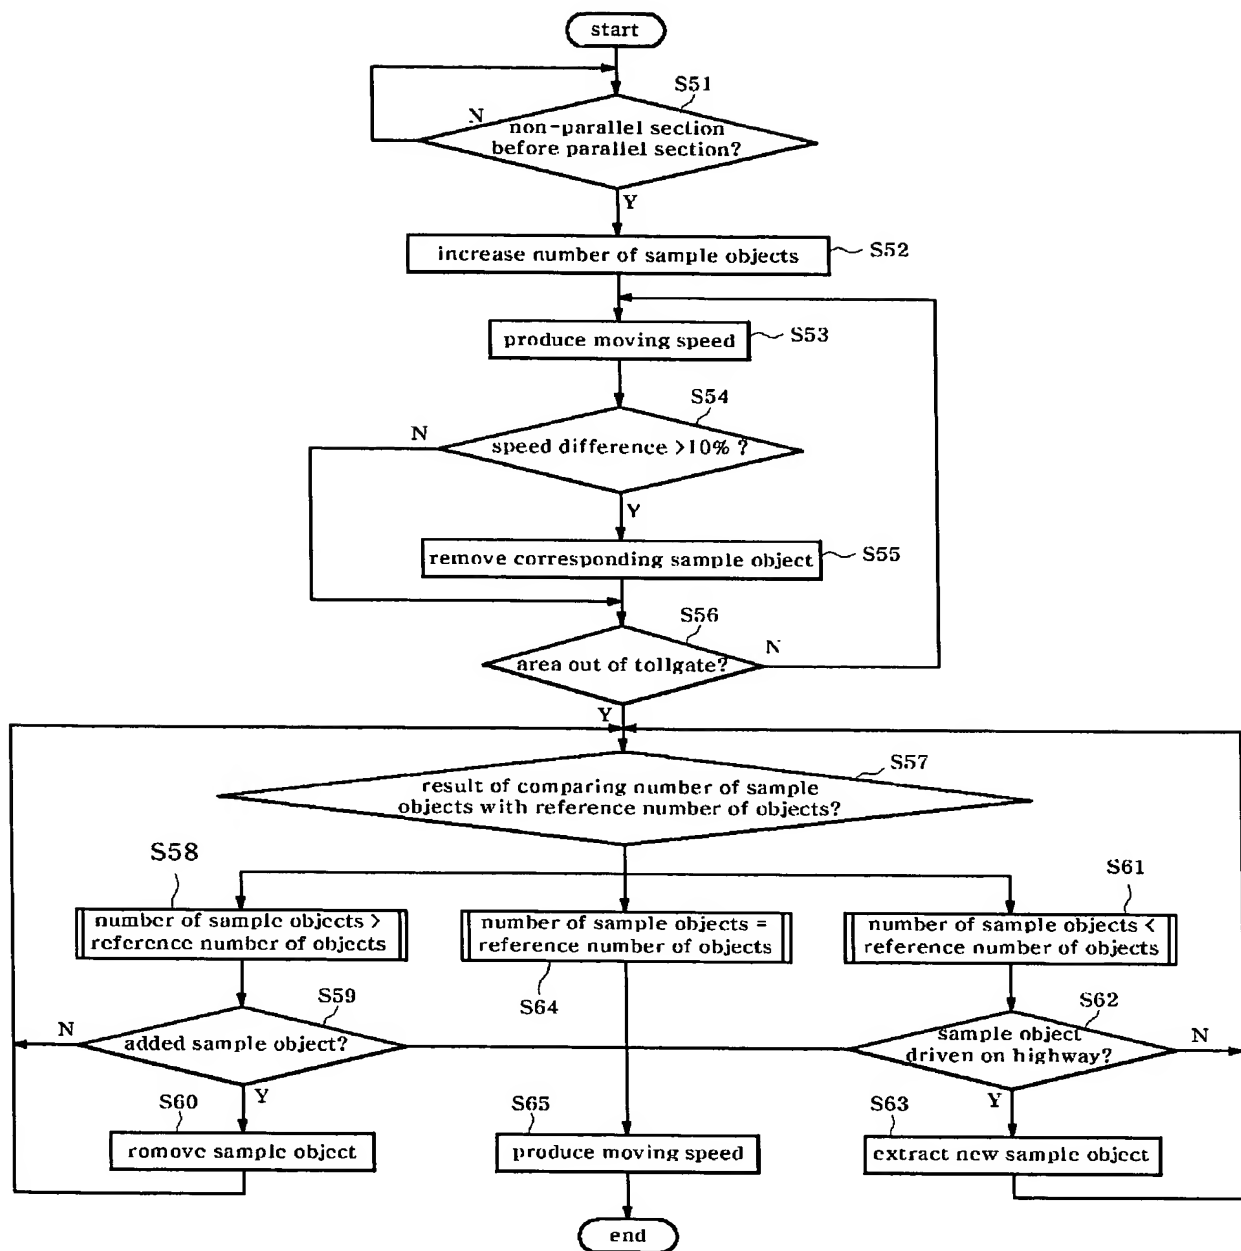 start
S51
N
non-parallel section
before parallel section?
Y
increase number of sample objects
S52
produce moving speed
S53
S54
N
speed difference >10% ?
Y
remove corresponding sample object
S55
S56
area out of tollgate?
N
Y
S57
result of comparing number of sample
objects with reference number of objects?
S58
number of sample objects >
reference number of objects
number of sample objects =
reference number of objects
S64
S61
number of sample objects <
reference number of objects
S59
N
added sample object?
Y
S62
sample object
driven on highway?
N
Y
S60
romove sample object
S65
produce moving speed
S63
extract new sample object
end